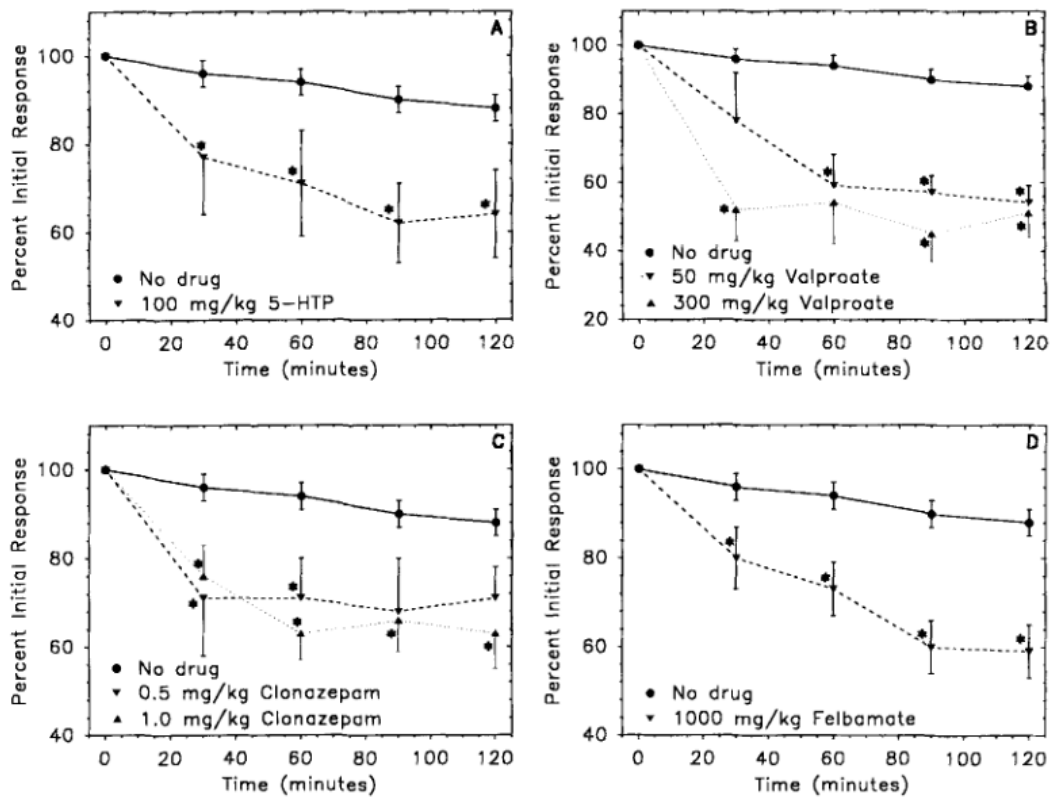 A
100
80
60
40
Percent Initial Response
No drug
100 mg/kg 5-HTP
0 20 40 60 80 100 120
Time (minutes)
B
100
80
60
40
20
Percent Initial Response
No drug
50 mg/kg Valproate
300 mg/kg Valproate
0 20 40 60 80 100 120
Time (minutes)
C
100
80
60
40
Percent Initial Response
No drug
0.5 mg/kg Clonazepam
1.0 mg/kg Clonazepam
0 20 40 60 80 100 120
Time (minutes)
D
100
80
60
40
Percent Initial Response
No drug
1000 mg/kg Felbamate
0 20 40 60 80 100 120
Time (minutes)